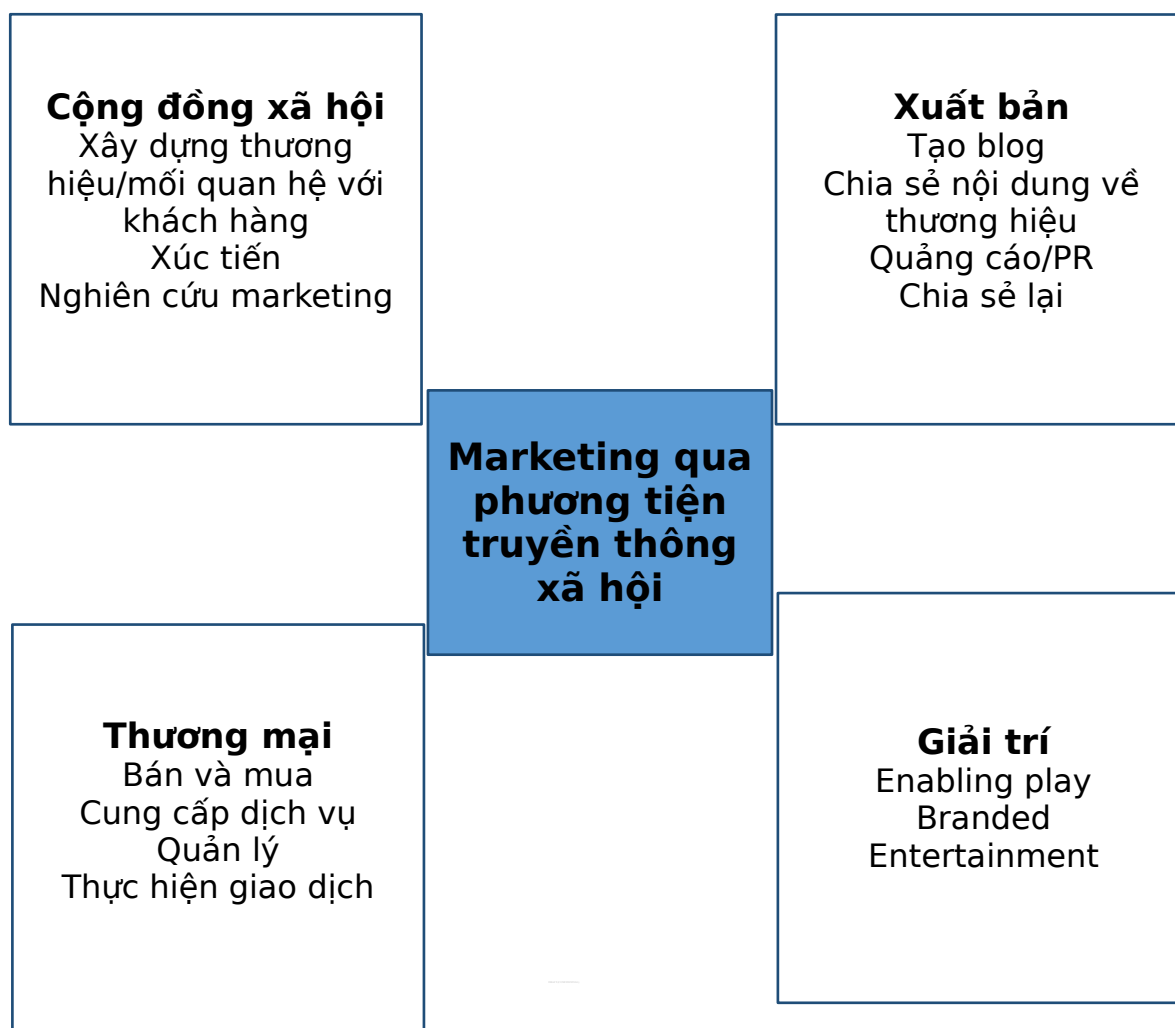 Cộng đồng xã hội
Xây dựng thương
hiệu/mối quan hệ với
khách hàng
Xúc tiến
Nghiên cứu marketing
Xuất bản
Tạo blog
Chia sẻ nội dung về
thương hiệu
Quảng cáo/PR
Chia sẻ lại
Marketing qua
phương tiện
truyền thông
xã hội
Thương mại
Bán và mua
Cung cấp dịch vụ
Quản lý
Thực hiện giao dịch
Giải trí
Enabling play
Branded
Entertainment